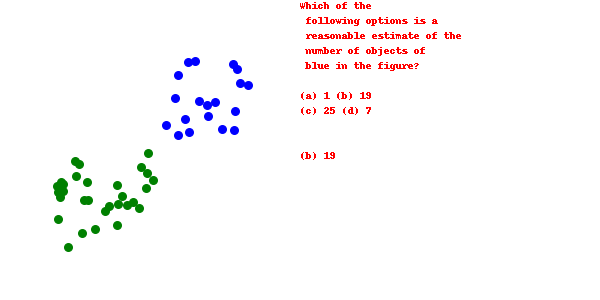 Which of the
following options is a
reasonable estimate of the
number of objects of
blue in the figure?
(a) 1 (b) 19
(c) 25 (d) 7
(b) 19